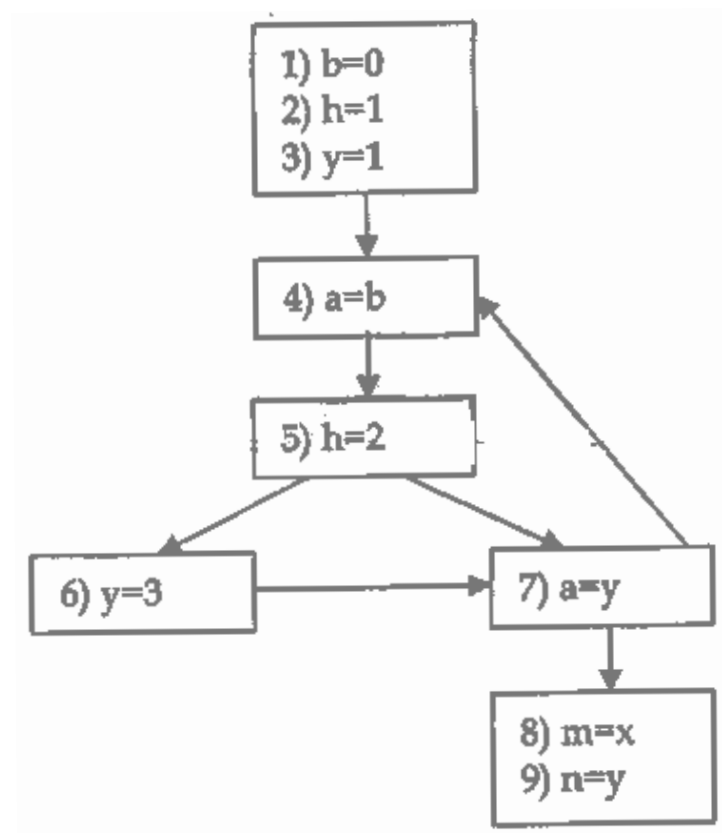 1) b=0
2) h=1
3) y=1
4) a=b
5) h=2
6) y=3
7) a=y
8) m=x
9) n=y